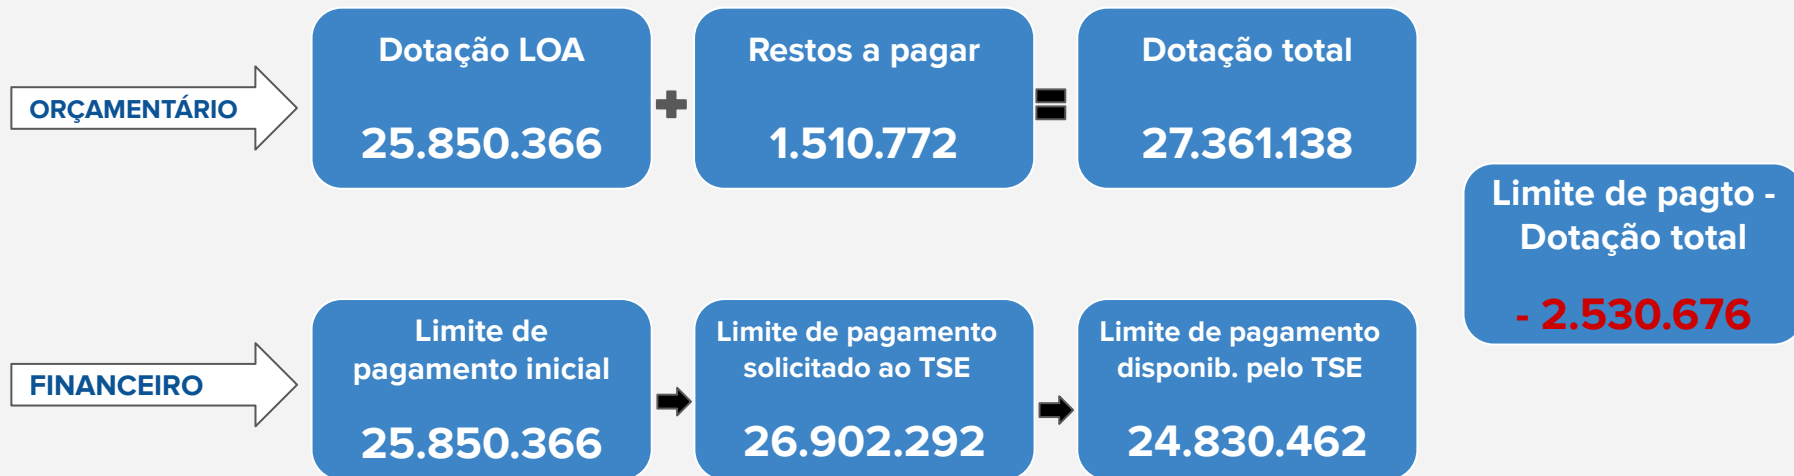 ORÇAMENTÁRIO
Dotação LOA
25.850.366
Restos a pagar
1.510.772
Dotação total
27.361.138
Limite de pagto -
Dotação total
- 2.530.676
FINANCEIRO
Limite de
pagamento inicial
25.850.366
Limite de pagamento
solicitado ao TSE
26.902.292
Limite de pagamento
disponib. pelo TSE
24.830.462